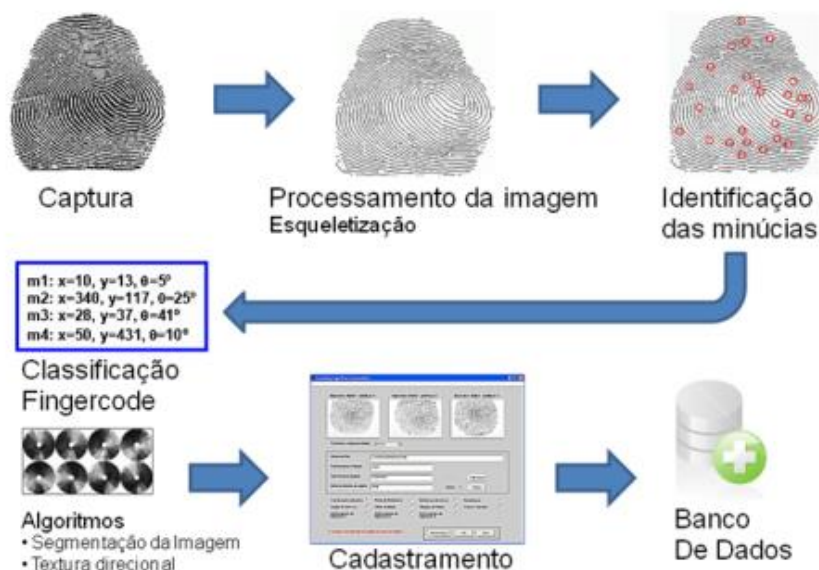 Captura
Processamento da imagem
Esqueletização
Identificação
das minúcias
m1: x=10, y=13, θ=5º
m2: x=340, y=117, θ=25º
m3: x=28, y=37, θ=41º
m4: x=50, y=431, θ=10º
Classificação
Fingercode
Algoritmos
• Segmentação da Imagem
• Textura direcional
Cadastramento
Banco
De Dados